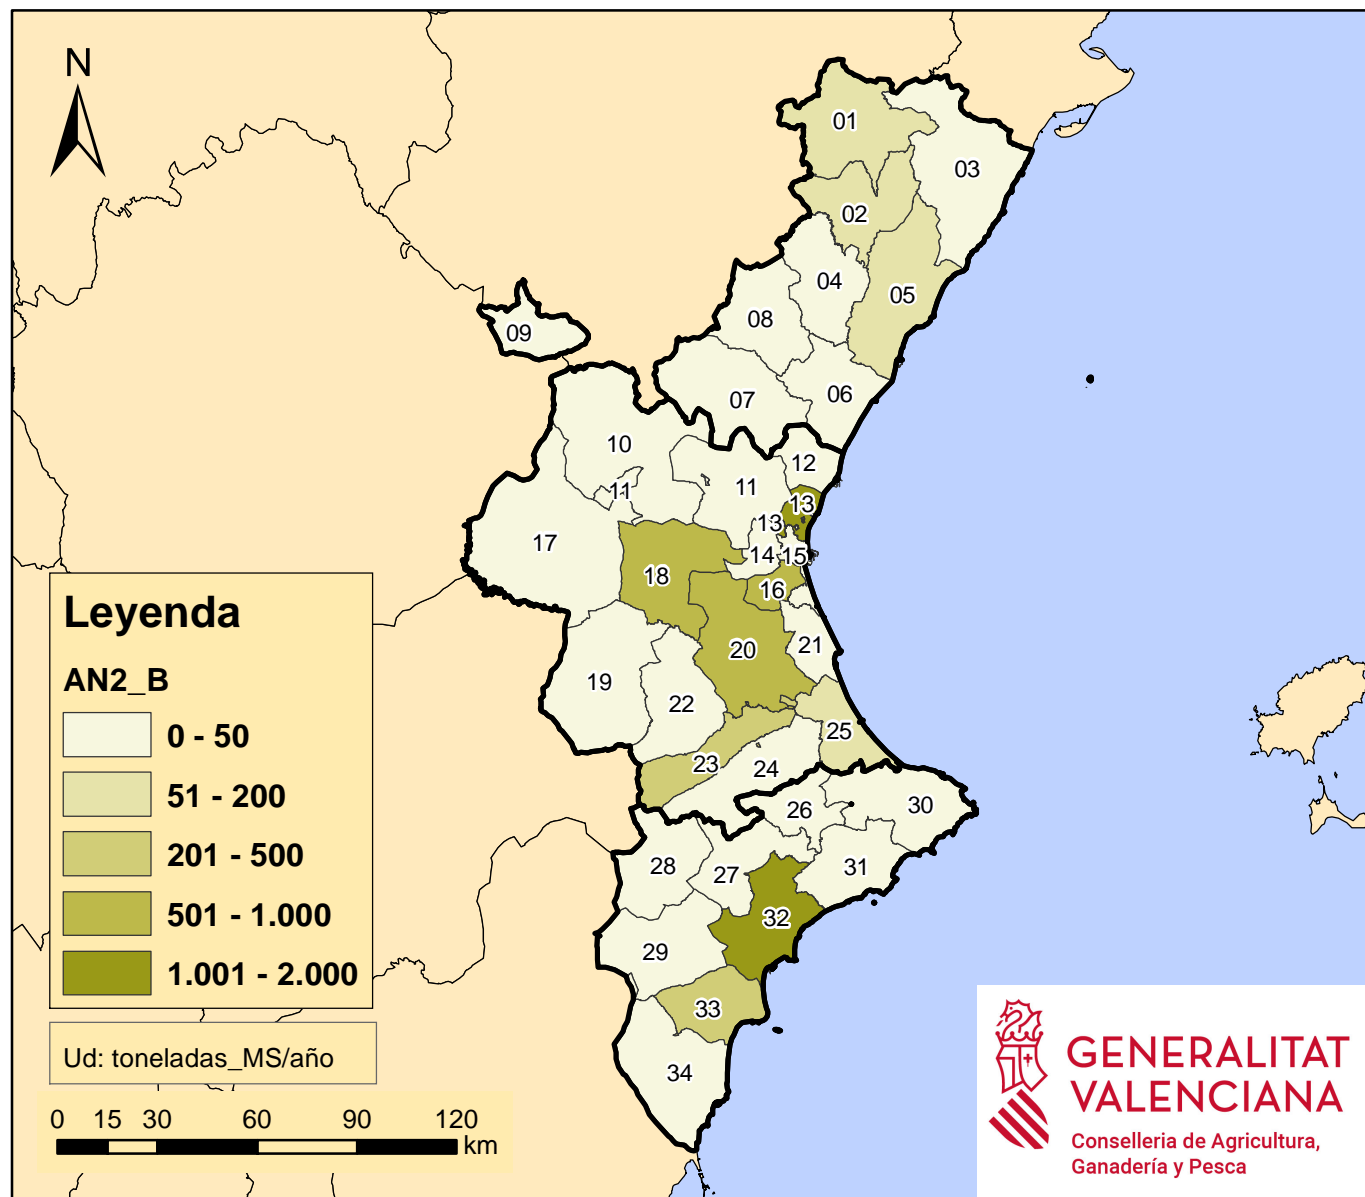 N
01
03
02
04
05
08
09
07
06
10
12
11
11
13
13
17
14
15
18
16
21
20
19
22
25
23
24
26
30
28
27
31
32
29
33
34
Leyenda
AN2_B
0 - 50
51 - 200
201 - 500
501 - 1.000
1.001 - 2.000
Ud: toneladas_MS/año
0 15 30 60 90 120
km
GENERALITAT
VALENCIANA
Conselleria de Agricultura,
Ganadería y Pesca